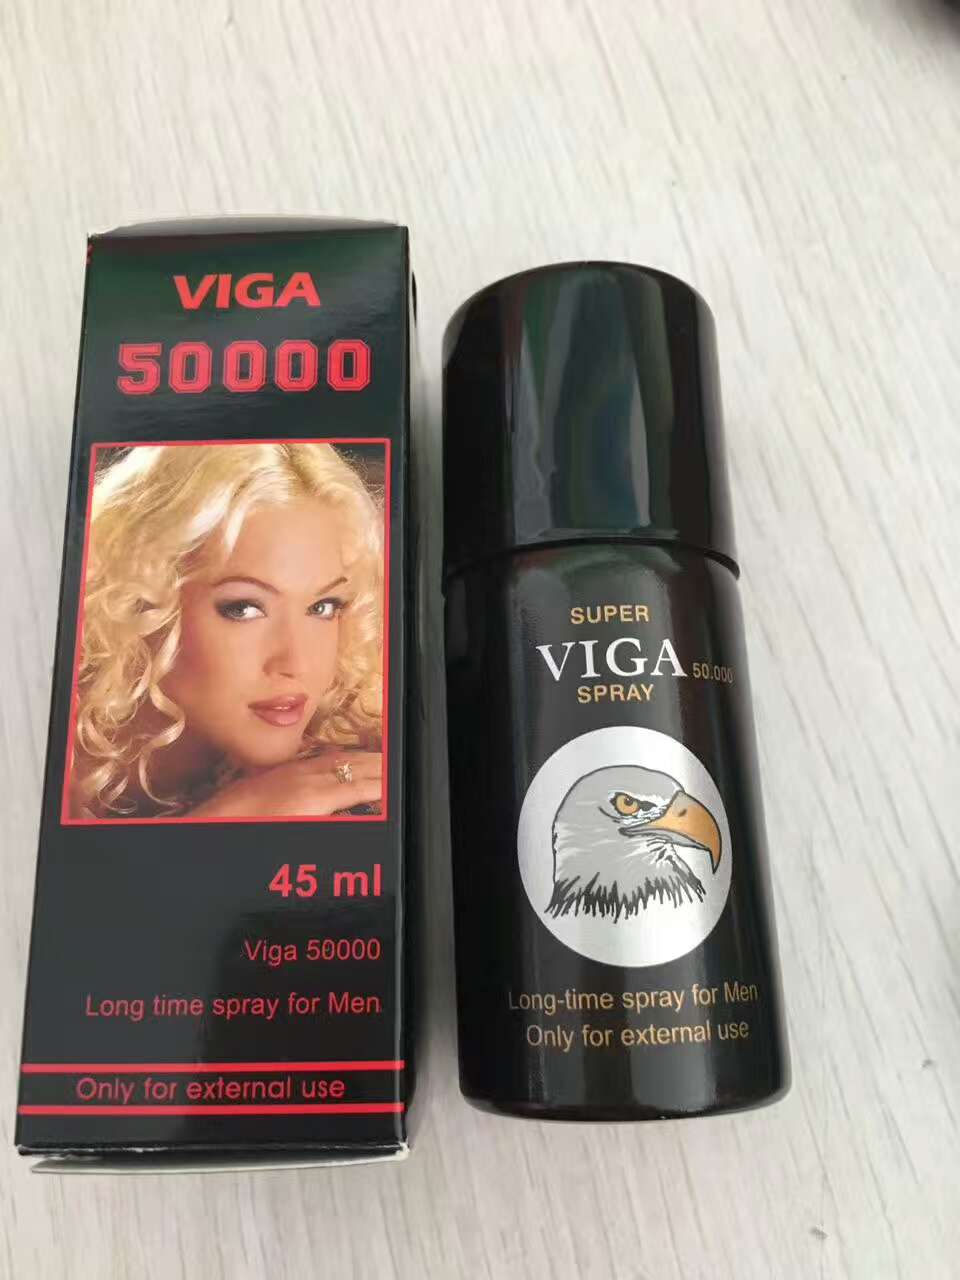 VIGA
50000
45 ml
Viga 50000
Long time spray for Men
Only for external use
SUPER
VIGA 50.000
SPRAY
Long-time spray for Men
Only for external use